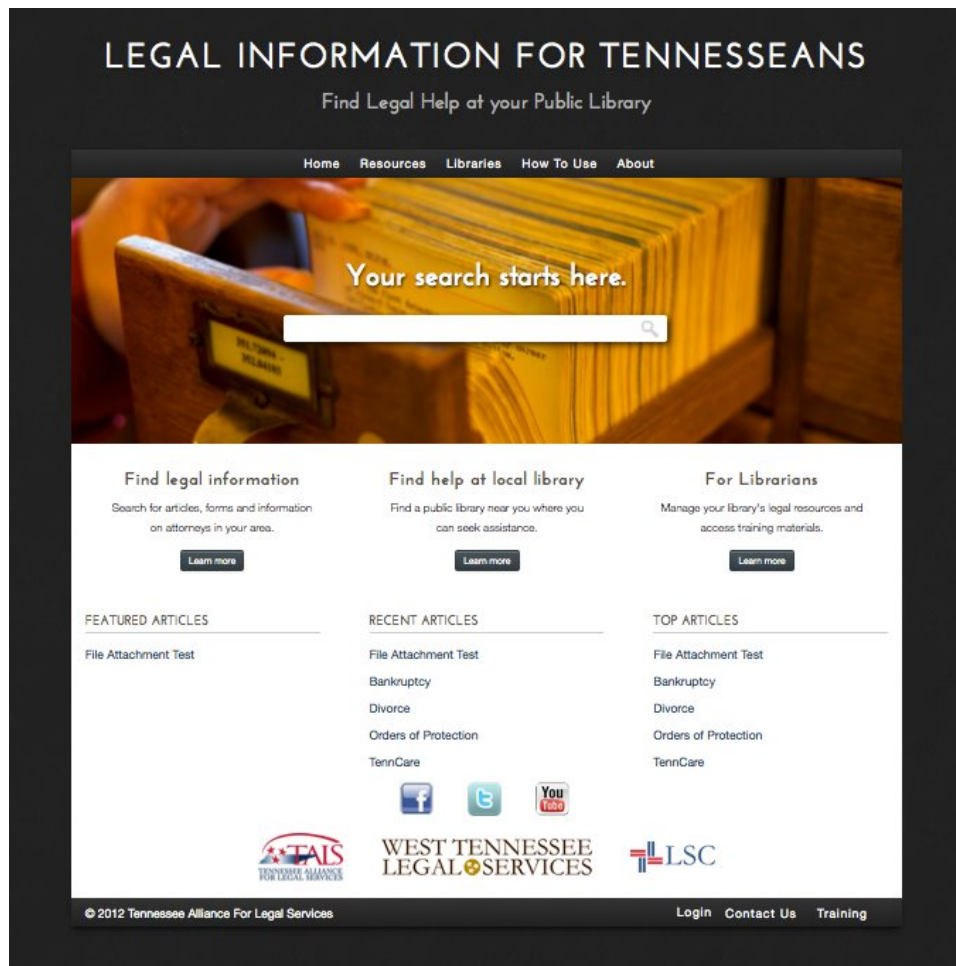 LEGAL INFORMATION FOR TENNESSEANS
Find Legal Help at your Public Library
Home Resources Libraries How To Use About
Your search starts here.
351.72094 -
352.04103
Find legal information
Search for articles, forms and information
on attorneys in your area.
Learn more
Find help at local library
Find a public library near you where you
can seek assistance.
Learn more
For Librarians
Manage your library's legal resources and
access training materials.
Learn more
FEATURED ARTICLES
File Attachment Test
RECENT ARTICLES
File Attachment Test
Bankruptcy
Divorce
Orders of Protection
TennCare
TOP ARTICLES
File Attachment Test
Bankruptcy
Divorce
Orders of Protection
TennCare
You
Tube
TALS
TENNESSEE ALLIANCE
FOR LEGAL SERVICES
WEST TENNESSEE
LEGAL SERVICES
LSC
© 2012 Tennessee Alliance For Legal Services
Login Contact Us Training